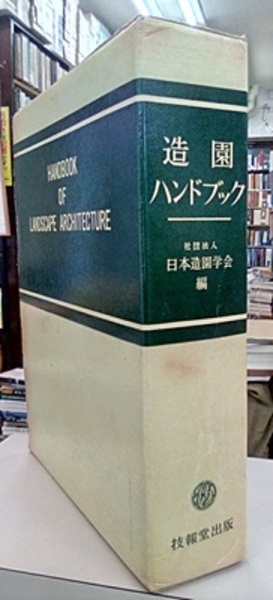 HANDBOOK
OF
LANDSCAPE ARCHITECTURE
造園
ハンドブック
社団法人
日本造園学会
編
技報堂出版